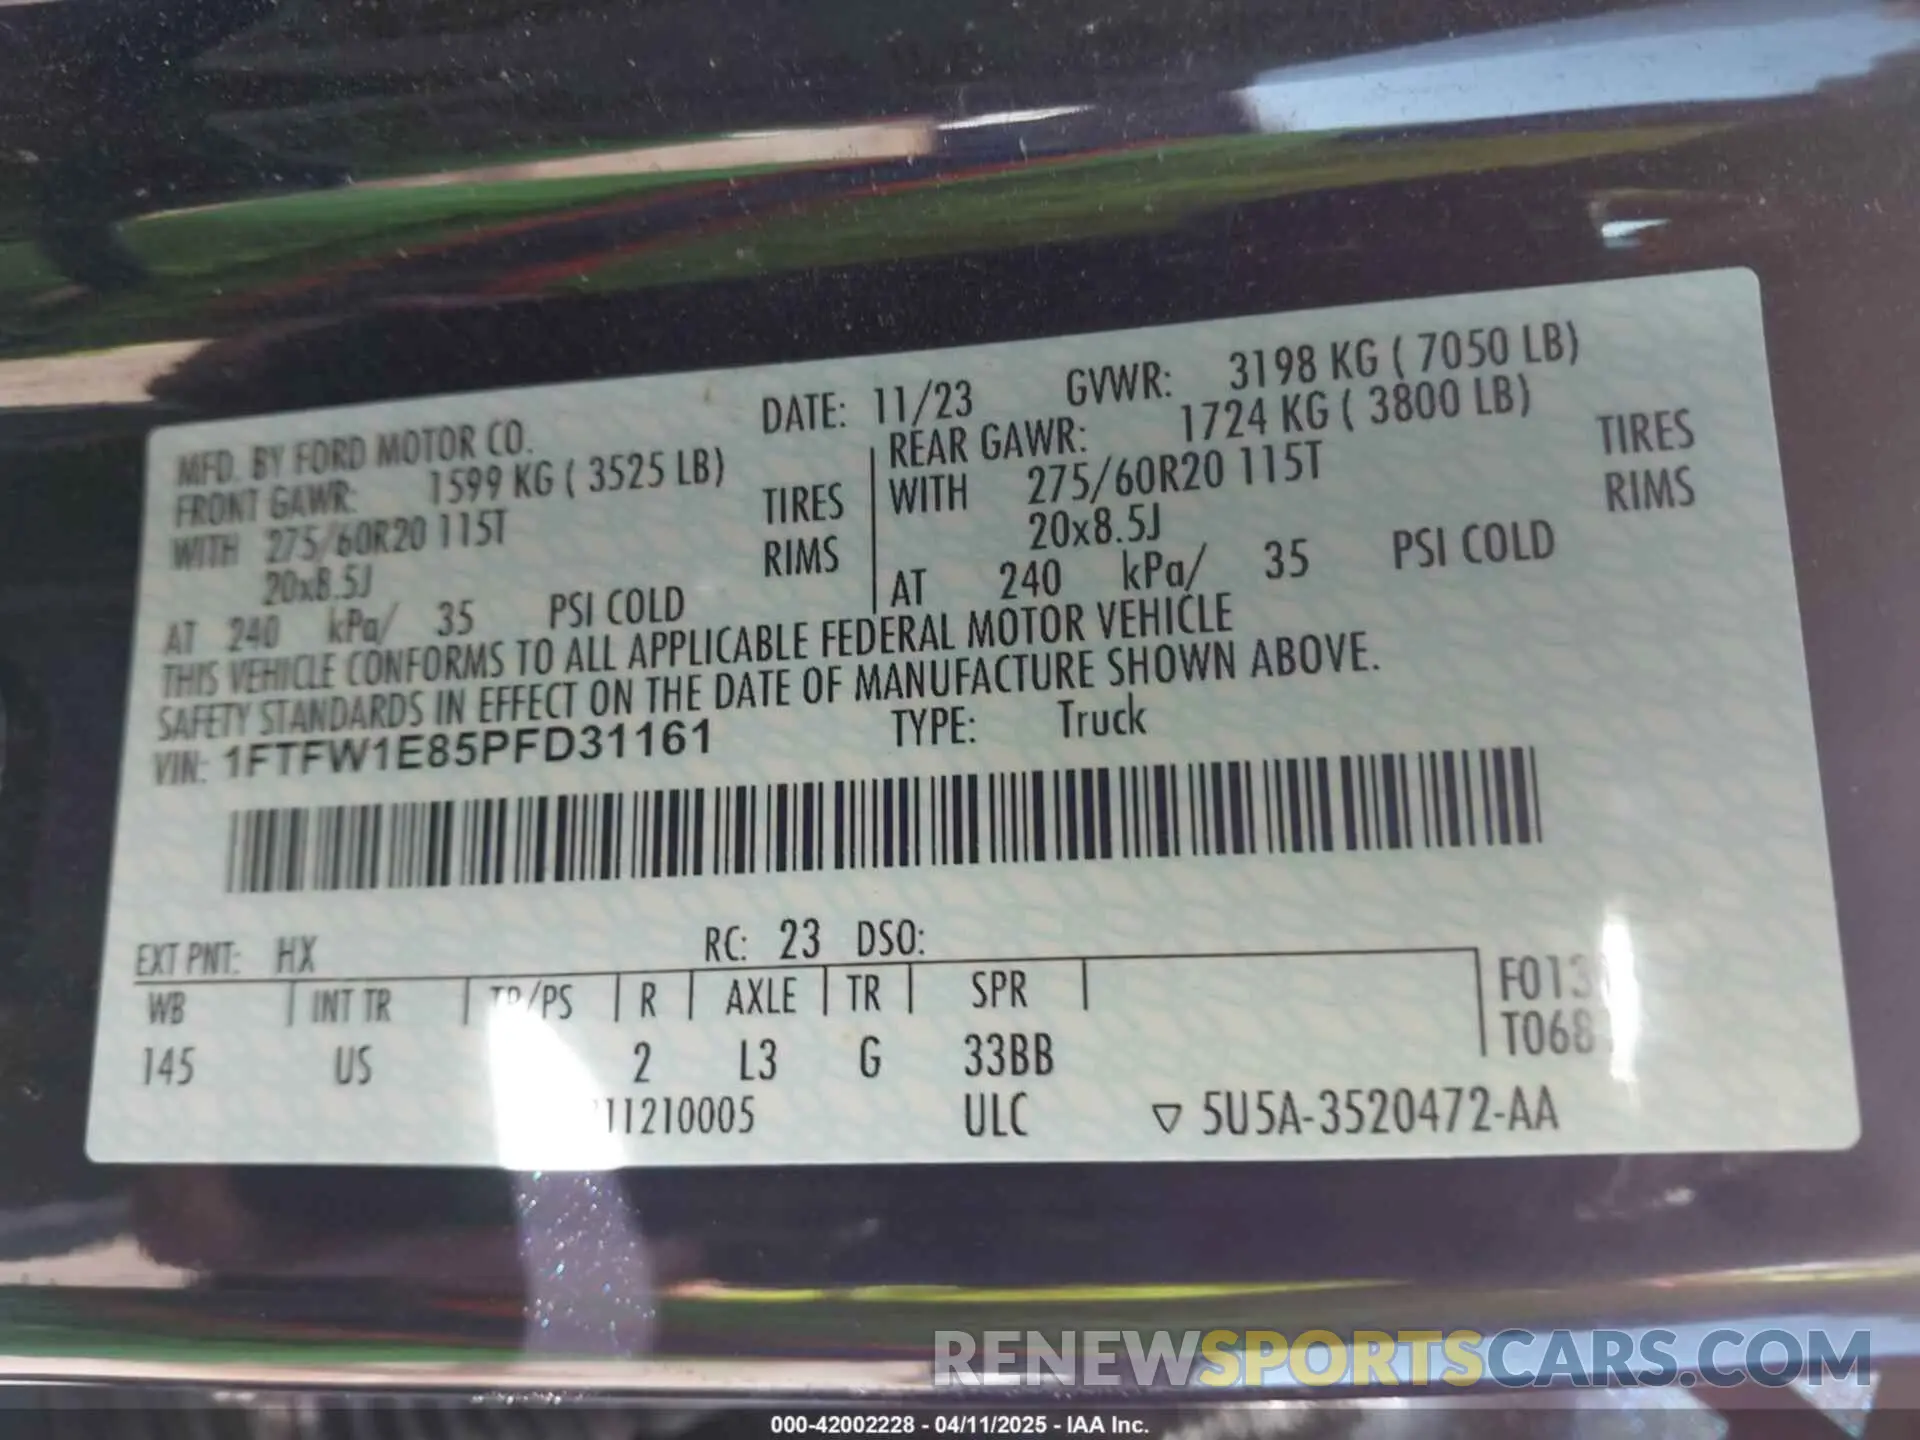 MFD. BY FORD MOTOR CO. DATE: 11/23 GVWR: 3198 KG ( 7050 LB)
FRONT GAWR: 1599 KG ( 3525 LB) REAR GAWR: 1724 KG ( 3800 LB)
WITH 275/60R20 115T TIRES WITH 275/60R20 115T TIRES
20x8.5J RIMS 20x8.5J RIMS
AT 240 kPa/ 35 PSI COLD AT 240 kPa/ 35 PSI COLD
THIS VEHICLE CONFORMS TO ALL APPLICABLE FEDERAL MOTOR VEHICLE
SAFETY STANDARDS IN EFFECT ON THE DATE OF MANUFACTURE SHOWN ABOVE.
VIN: 1FTFW1E85PFD31161 TYPE: Truck
EXT PNT: HX RC: 23 DSO:
WB INT TR TP/PS R AXLE TR SPR
145 US 2 L3 G 33BB
11210005 ULC ▽ 5U5A-3520472-AA
RENEWSPORTSCARS.COM
000-42002228 - 04/11/2025 - IAA Inc.